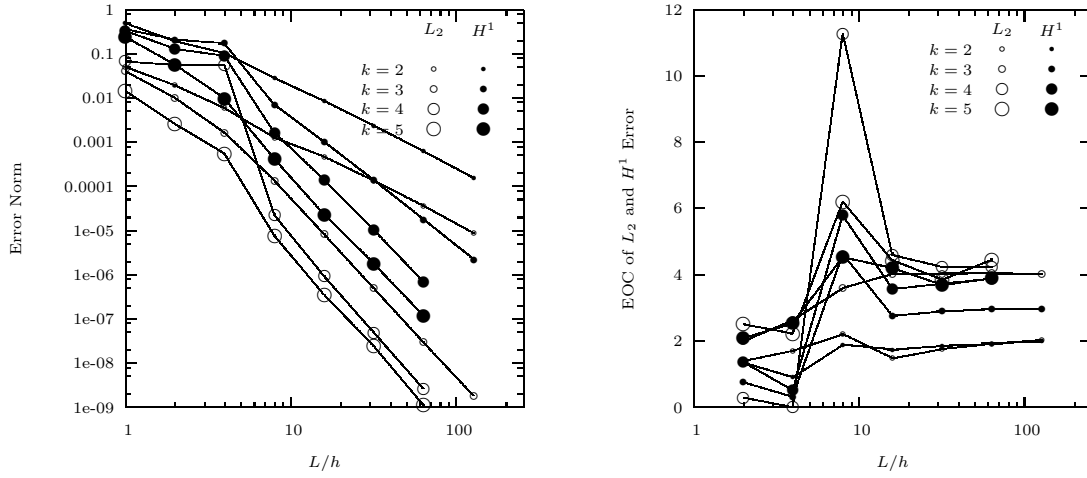 1
0.1
0.01
0.001
0.0001
1e-05
1e-06
1e-07
1e-08
1e-09
1 10 100
L/h
Error Norm
L₂ H¹
k = 2
k = 3
k = 4
k = 5
12
10
8
6
4
2
0
1 10 100
L/h
EOC of L₂ and H¹ Error
L₂ H¹
k = 2
k = 3
k = 4
k = 5